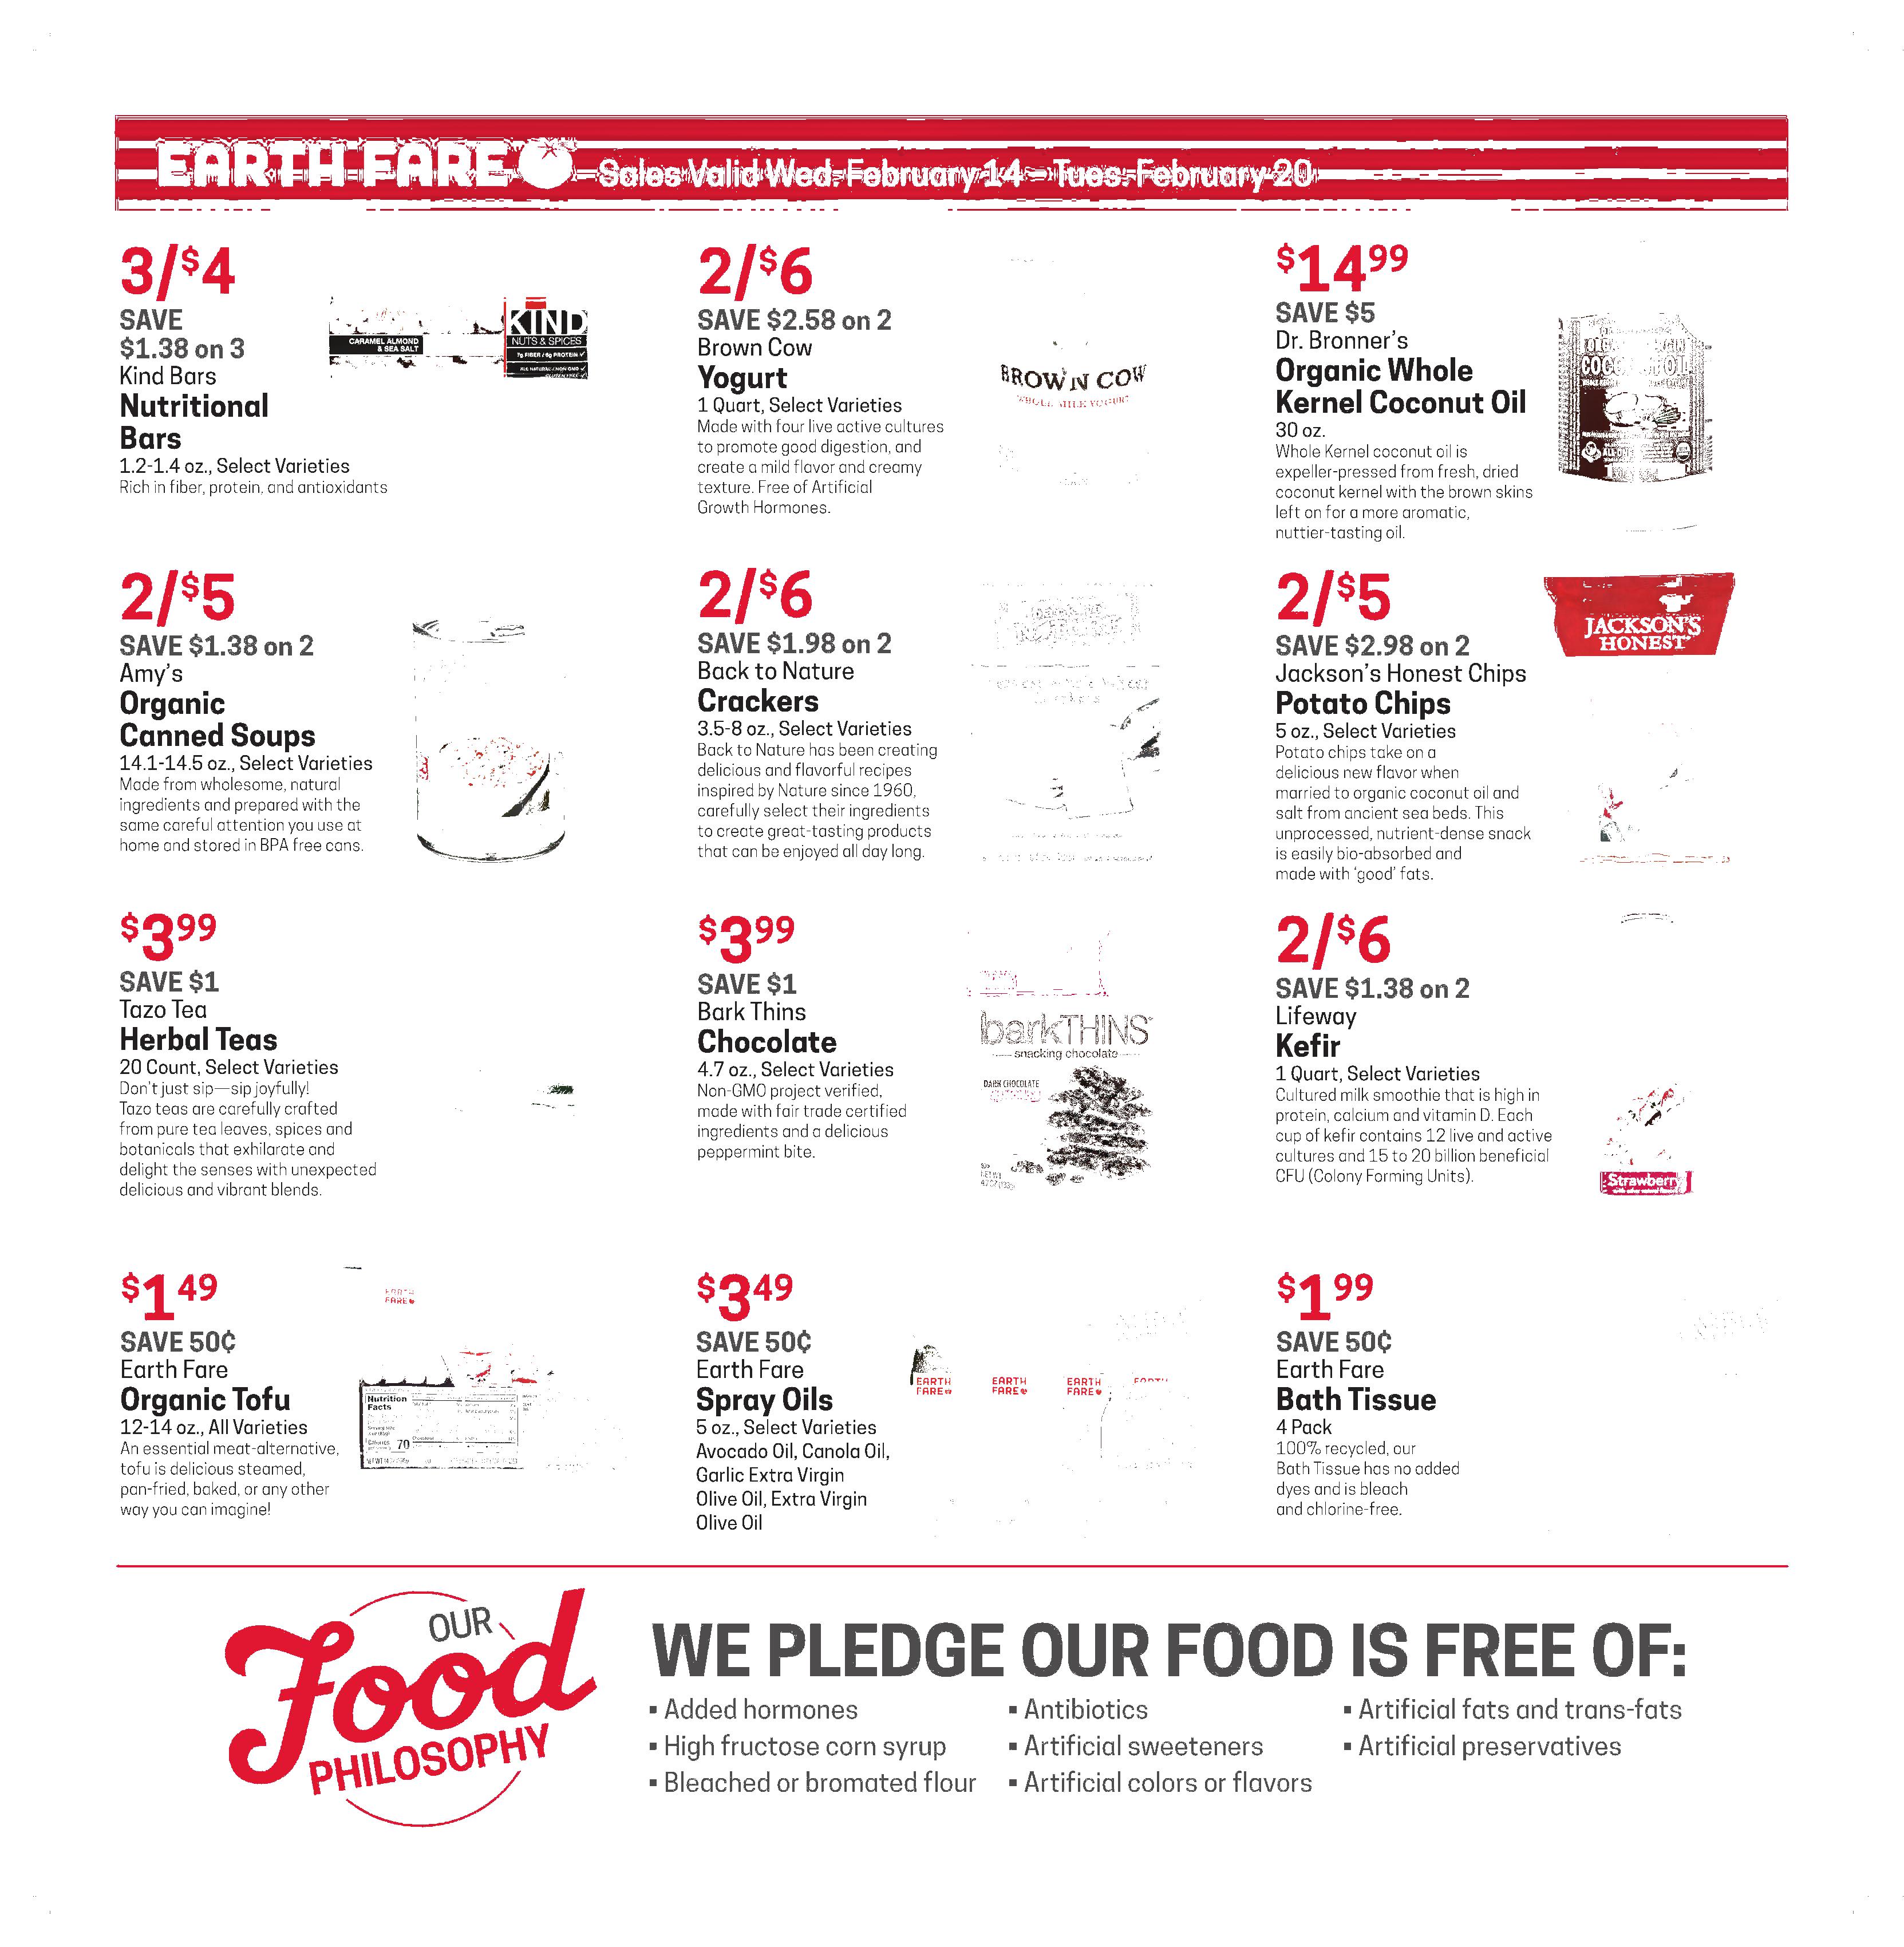 EARTH FARE Sales Valid Wed. February 14 – Tues. February 20
3/$4
SAVE
$1.38 on 3
Kind Bars
Nutritional
Bars
1.2-1.4 oz., Select Varieties
Rich in fiber, protein, and antioxidants
CARAMEL ALMOND
& SEA SALT
KIND
NUTS & SPICES
7g FIBER / 6g PROTEIN
ALL NATURAL / NON GMO
GLUTEN FREE
2/$6
SAVE $2.58 on 2
Brown Cow
Yogurt
1 Quart, Select Varieties
Made with four live active cultures
to promote good digestion, and
create a mild flavor and creamy
texture. Free of Artificial
Growth Hormones.
BROWN COW
WHOLE MILK YOGURT
$14.99
SAVE $5
Dr. Bronner's
Organic Whole
Kernel Coconut Oil
30 oz.
Whole Kernel coconut oil is
expeller-pressed from fresh, dried
coconut kernel with the brown skins
left on for a more aromatic,
nuttier-tasting oil.
2/$5
SAVE $1.38 on 2
Amy's
Organic
Canned Soups
14.1-14.5 oz., Select Varieties
Made from wholesome, natural
ingredients and prepared with the
same careful attention you use at
home and stored in BPA free cans.
2/$6
SAVE $1.98 on 2
Back to Nature
Crackers
3.5-8 oz., Select Varieties
Back to Nature has been creating
delicious and flavorful recipes
inspired by Nature since 1960,
carefully select their ingredients
to create great-tasting products
that can be enjoyed all day long.
2/$5
SAVE $2.98 on 2
Jackson's Honest Chips
Potato Chips
5 oz., Select Varieties
Potato chips take on a
delicious new flavor when
married to organic coconut oil and
salt from ancient sea beds. This
unprocessed, nutrient-dense snack
is easily bio-absorbed and
made with 'good' fats.
JACKSON'S
HONEST
$3.99
SAVE $1
Tazo Tea
Herbal Teas
20 Count, Select Varieties
Don't just sip—sip joyfully!
Tazo teas are carefully crafted
from pure tea leaves, spices and
botanicals that exhilarate and
delight the senses with unexpected
delicious and vibrant blends.
$3.99
SAVE $1
Bark Thins
Chocolate
4.7 oz., Select Varieties
Non-GMO project verified,
made with fair trade certified
ingredients and a delicious
peppermint bite.
barkTHINS
snacking chocolate
DARK CHOCOLATE
2/$6
SAVE $1.38 on 2
Lifeway
Kefir
1 Quart, Select Varieties
Cultured milk smoothie that is high in
protein, calcium and vitamin D. Each
cup of kefir contains 12 live and active
cultures and 15 to 20 billion beneficial
CFU (Colony Forming Units).
Strawberry
$1.49
SAVE 50¢
Earth Fare
Organic Tofu
12-14 oz., All Varieties
An essential meat-alternative,
tofu is delicious steamed,
pan-fried, baked, or any other
way you can imagine!
EARTH
FARE
Nutrition
Facts
Calories 70
$3.49
SAVE 50¢
Earth Fare
Spray Oils
5 oz., Select Varieties
Avocado Oil, Canola Oil,
Garlic Extra Virgin
Olive Oil, Extra Virgin
Olive Oil
EARTH EARTH EARTH EARTH
FARE FARE FARE
$1.99
SAVE 50¢
Earth Fare
Bath Tissue
4 Pack
100% recycled, our
Bath Tissue has no added
dyes and is bleach
and chlorine-free.
OUR
Food
PHILOSOPHY
WE PLEDGE OUR FOOD IS FREE OF:
▪ Added hormones
▪ High fructose corn syrup
▪ Bleached or bromated flour
▪ Antibiotics
▪ Artificial sweeteners
▪ Artificial colors or flavors
▪ Artificial fats and trans-fats
▪ Artificial preservatives